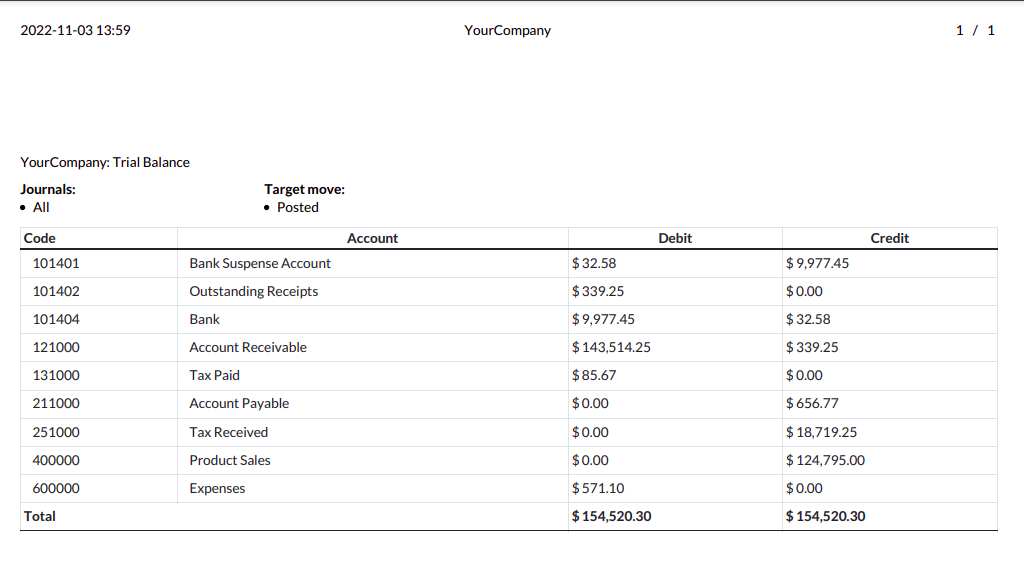 2022-11-03 13:59 YourCompany 1 / 1
YourCompany: Trial Balance
Journals: Target move:
• All • Posted
Code Account Debit Credit
101401 Bank Suspense Account $ 32.58 $ 9,977.45
101402 Outstanding Receipts $ 339.25 $ 0.00
101404 Bank $ 9,977.45 $ 32.58
121000 Account Receivable $ 143,514.25 $ 339.25
131000 Tax Paid $ 85.67 $ 0.00
211000 Account Payable $ 0.00 $ 656.77
251000 Tax Received $ 0.00 $ 18,719.25
400000 Product Sales $ 0.00 $ 124,795.00
600000 Expenses $ 571.10 $ 0.00
Total $ 154,520.30 $ 154,520.30